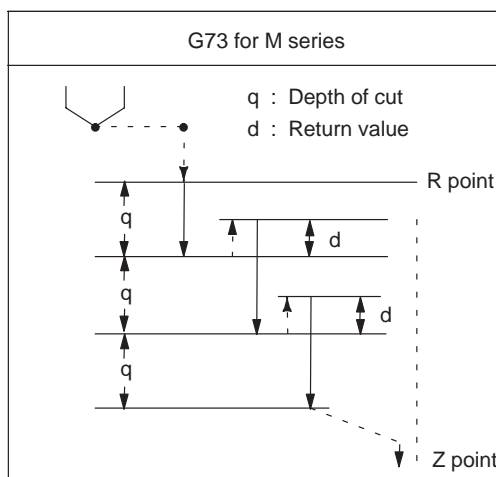 G73 for M series
q : Depth of cut
d : Return value
R point
q
d
q
d
q
Z point